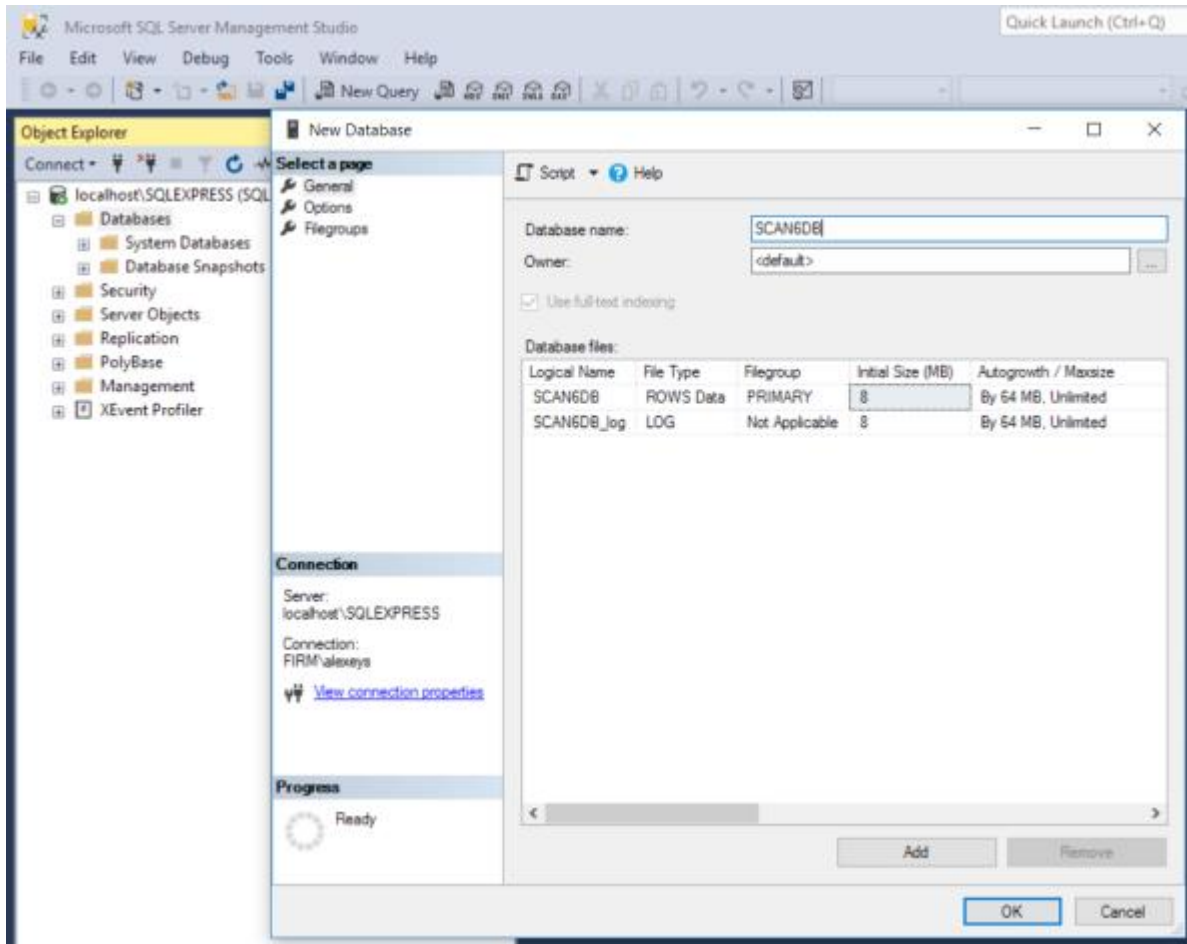 Microsoft SQL Server Management Studio
Quick Launch (Ctrl+Q)
File Edit View Debug Tools Window Help
New Query
Object Explorer
Connect
localhost\SQLEXPRESS (SQL
Databases
System Databases
Database Snapshots
Security
Server Objects
Replication
PolyBase
Management
XEvent Profiler
New Database
Select a page
General
Options
Filegroups
Connection
Server:
localhost\SQLEXPRESS
Connection:
FIRM\alexeys
View connection properties
Progress
Ready
Script Help
Database name: SCAN6DB
Owner: <default> ...
Use full-text indexing
Database files:
Logical Name File Type Filegroup Initial Size (MB) Autogrowth / Maxsize
SCAN6DB ROWS Data PRIMARY 8 By 64 MB, Unlimited
SCAN6DB_log LOG Not Applicable 8 By 64 MB, Unlimited
Add Remove
OK Cancel